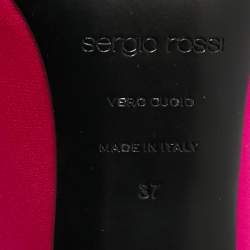 sergio rossi
VERO CUOIO
MADE IN ITALY
37